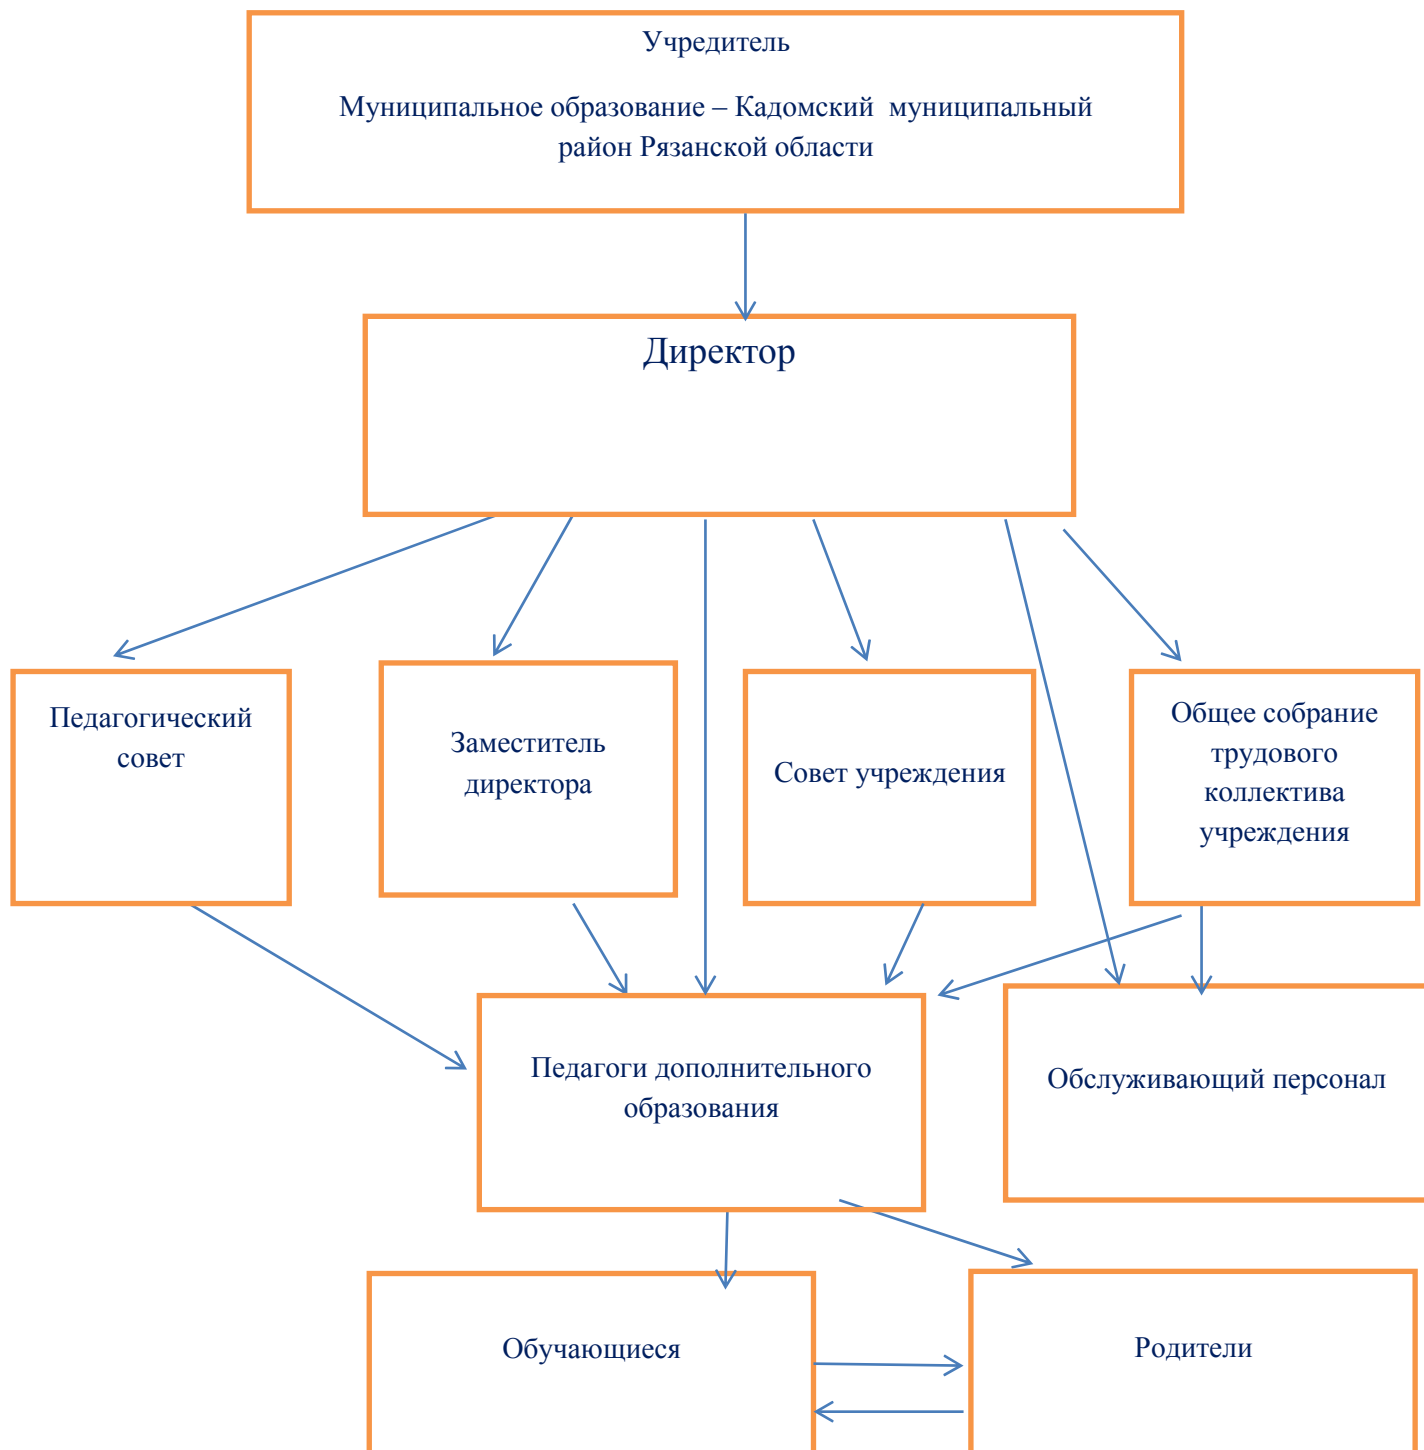 Учредитель
Муниципальное образование – Кадомский муниципальный
район Рязанской области
Директор
Педагогический
совет
Заместитель
директора
Совет учреждения
Общее собрание
трудового
коллектива
учреждения
Педагоги дополнительного
образования
Обслуживающий персонал
Обучающиеся
Родители